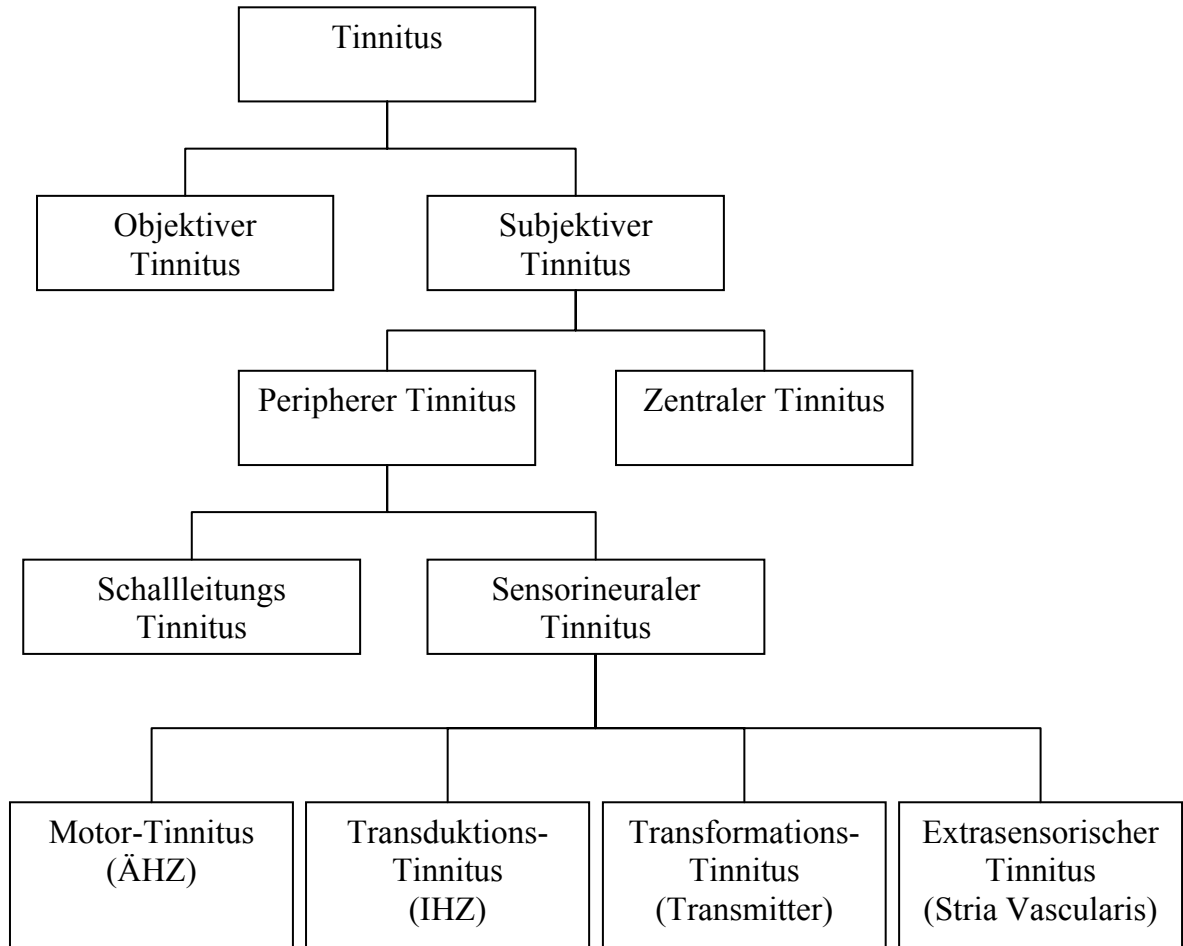 Tinnitus
Objektiver
Tinnitus
Subjektiver
Tinnitus
Peripherer Tinnitus
Zentraler Tinnitus
Schallleitungs
Tinnitus
Sensorineuraler
Tinnitus
Motor-Tinnitus
(ÄHZ)
Transduktions-
Tinnitus
(IHZ)
Transformations-
Tinnitus
(Transmitter)
Extrasensorischer
Tinnitus
(Stria Vascularis)